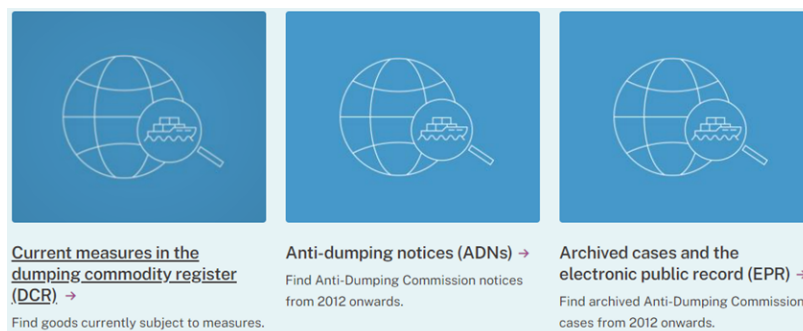 Current measures in the
dumping commodity register
(DCR) →
Find goods currently subject to measures.
Anti-dumping notices (ADNs) →
Find Anti-Dumping Commission notices
from 2012 onwards.
Archived cases and the
electronic public record (EPR) →
Find archived Anti-Dumping Commission
cases from 2012 onwards.